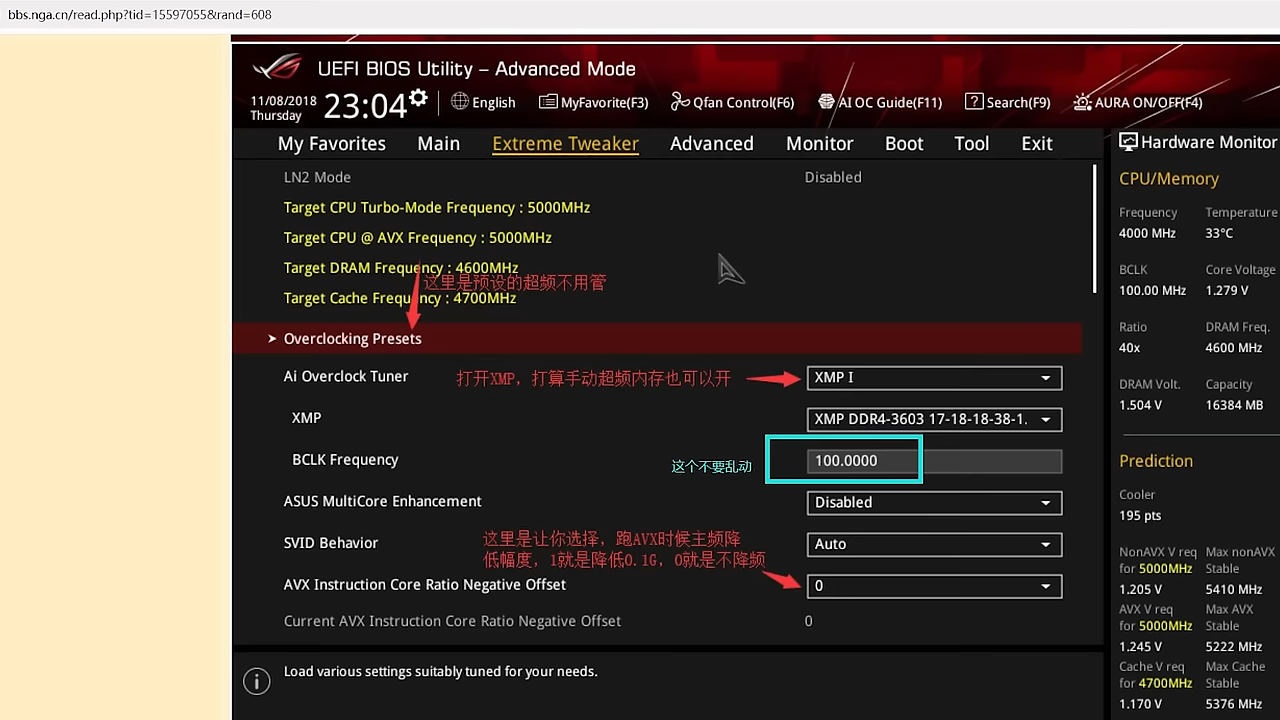 bbs.nga.cn/read.php?tid=15597055&rand=608
UEFI BIOS Utility – Advanced Mode
11/08/2018
Thursday
23:04
English
MyFavorite(F3)
Qfan Control(F6)
AI OC Guide(F11)
Search(F9)
AURA ON/OFF(F4)
My Favorites
Main
Extreme Tweaker
Advanced
Monitor
Boot
Tool
Exit
LN2 Mode
Disabled
Target CPU Turbo-Mode Frequency : 5000MHz
Target CPU @ AVX Frequency : 5000MHz
Target DRAM Frequency : 4600MHz
这里是预设的超频不用管
Target Cache Frequency : 4700MHz
Overclocking Presets
Ai Overclock Tuner
打开XMP，打算手动超频内存也可以开
XMP I
XMP
XMP DDR4-3603 17-18-18-38-1.
BCLK Frequency
这个不要乱动
100.0000
ASUS MultiCore Enhancement
Disabled
SVID Behavior
这里是让你选择，跑AVX时候主频降
低幅度，1就是降低0.1G，0就是不降频
Auto
AVX Instruction Core Ratio Negative Offset
0
Current AVX Instruction Core Ratio Negative Offset
0
Load various settings suitably tuned for your needs.
Hardware Monitor
CPU/Memory
Frequency
Temperature
4000 MHz
33°C
BCLK
Core Voltage
100.00 MHz
1.279 V
Ratio
DRAM Freq.
40x
4600 MHz
DRAM Volt.
Capacity
1.504 V
16384 MB
Prediction
Cooler
195 pts
NonAVX V req
Max nonAVX
for 5000MHz
Stable
1.205 V
5410 MHz
AVX V req
Max AVX
for 5000MHz
Stable
1.245 V
5222 MHz
Cache V req
Max Cache
for 4700MHz
Stable
1.170 V
5376 MHz